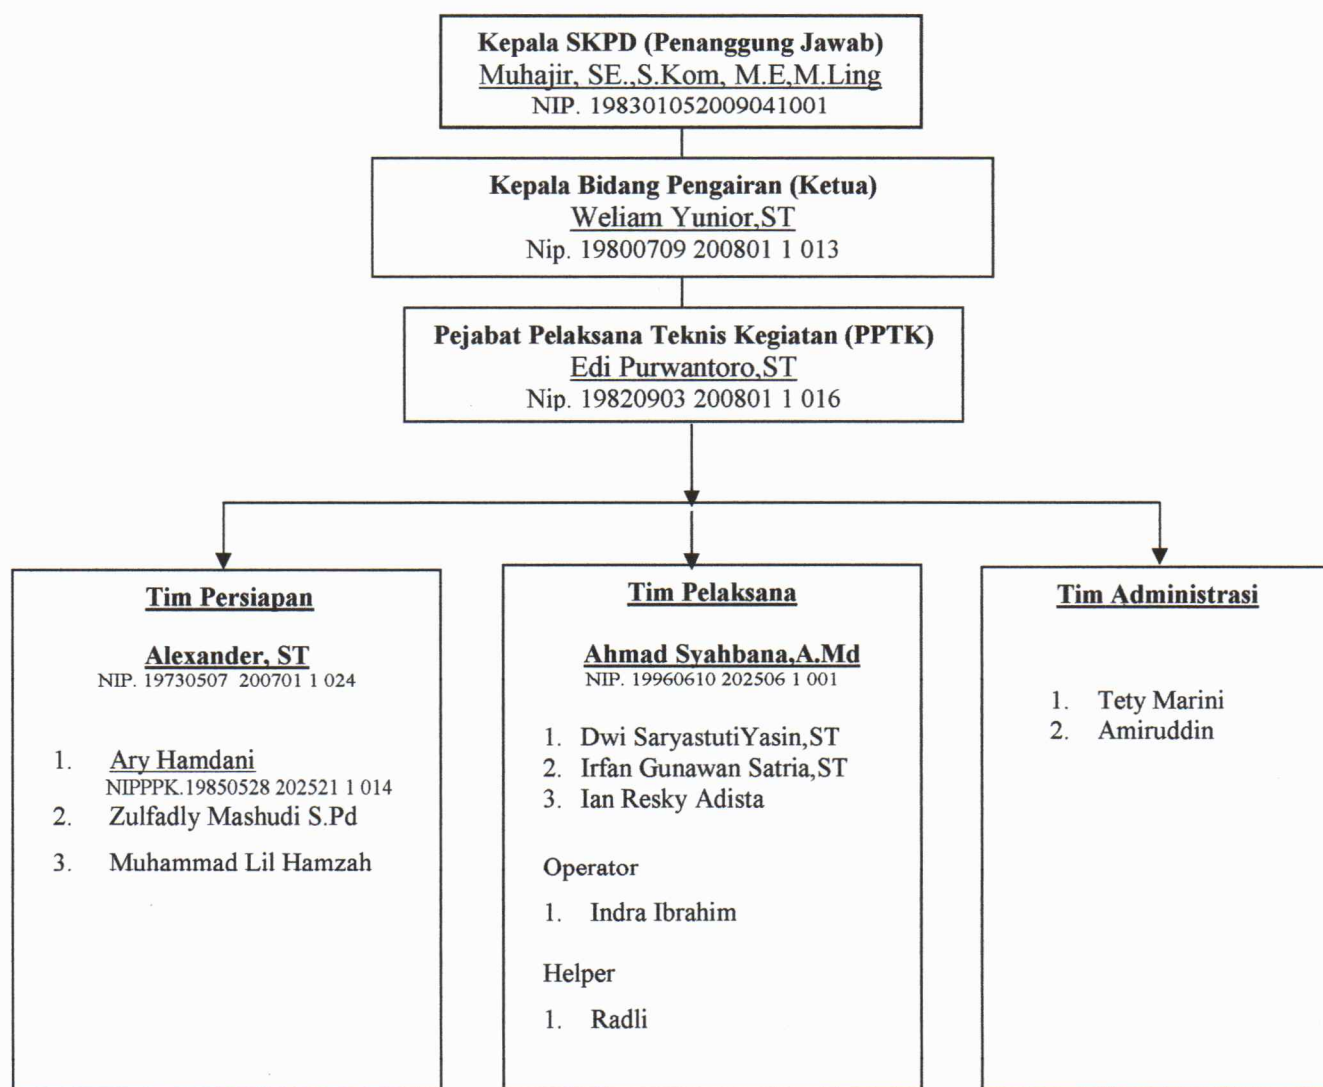 Kepala SKPD (Penanggung Jawab)
Muhajir, SE.,S.Kom, M.E,M.Ling
NIP. 198301052009041001
Kepala Bidang Pengairan (Ketua)
Weliam Yunior,ST
Nip. 19800709 200801 1 013
Pejabat Pelaksana Teknis Kegiatan (PPTK)
Edi Purwantoro,ST
Nip. 19820903 200801 1 016
Tim Persiapan
Alexander, ST
NIP. 19730507 200701 1 024
1. Ary Hamdani
NIPPPK.19850528 202521 1 014
2. Zulfadly Mashudi S.Pd
3. Muhammad Lil Hamzah
Tim Pelaksana
Ahmad Syahbana,A.Md
NIP. 19960610 202506 1 001
1. Dwi SaryastutiYasin,ST
2. Irfan Gunawan Satria,ST
3. Ian Resky Adista
Operator
1. Indra Ibrahim
Helper
1. Radli
Tim Administrasi
1. Tety Marini
2. Amiruddin